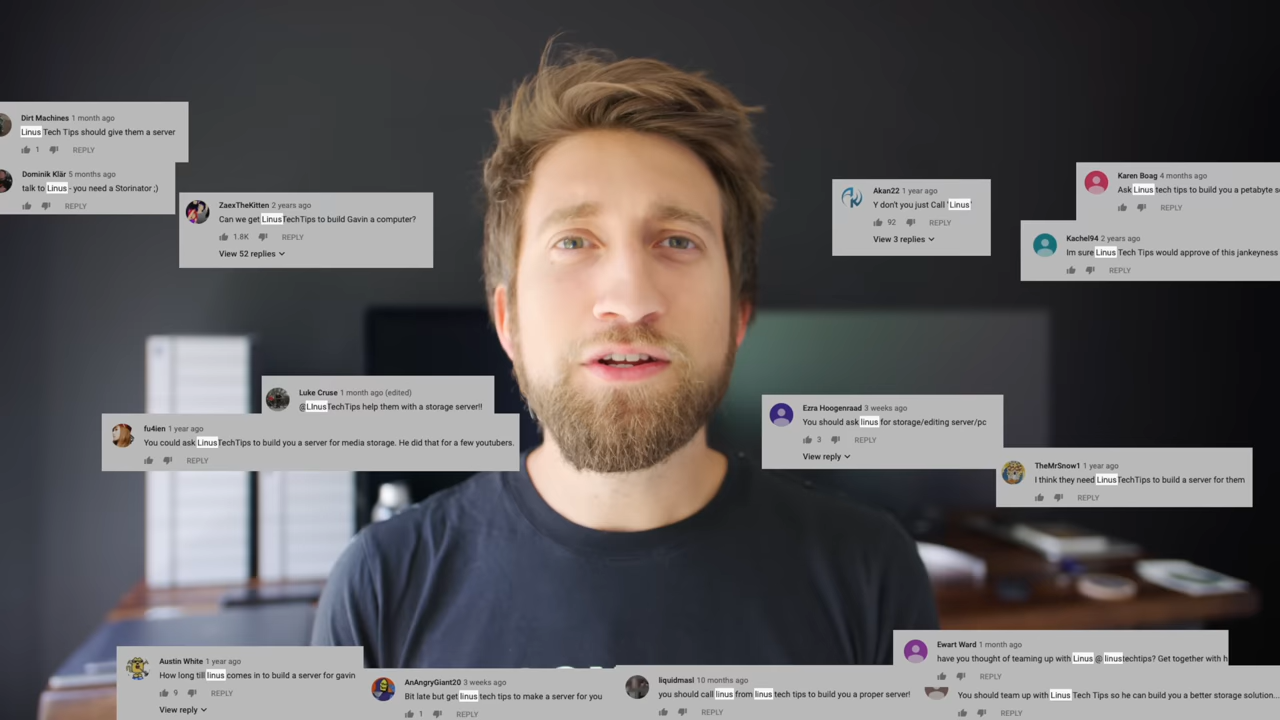 Dirt Machines 1 month ago
Linus Tech Tips should give them a server
1 REPLY
Dominik Klär 5 months ago
talk to Linus - you need a Storinator ;)
REPLY
ZaexTheKitten 2 years ago
Can we get LinusTechTips to build Gavin a computer?
1.8K REPLY
View 52 replies
Akan22 1 year ago
Y don't you just Call 'Linus'
92 REPLY
View 3 replies
Karen Boag 4 months ago
Ask Linus tech tips to build you a petabyte
REPLY
Kachel94 2 years ago
Im sure Linus Tech Tips would approve of this jankeyness
REPLY
Luke Cruse 1 month ago (edited)
@LInusTechTips help them with a storage server!!
fu4ien 1 year ago
You could ask LinusTechTips to build you a server for media storage. He did that for a few youtubers.
REPLY
Ezra Hoogenraad 3 weeks ago
You should ask linus for storage/editing server/pc
3 REPLY
View reply
TheMrSnow1 1 year ago
I think they need LinusTechTips to build a server for them
REPLY
Austin White 1 year ago
How long till linus comes in to build a server for gavin
9 REPLY
View reply
AnAngryGiant20 3 weeks ago
Bit late but get linus tech tips to make a server for you
1 REPLY
liquidmasl 10 months ago
you should call linus from linus tech tips to build you a proper server!
REPLY
Ewart Ward 1 month ago
have you thought of teaming up with Linus @ linustechtips? Get together with
REPLY
You should team up with Linus Tech Tips so he can build you a better storage solution...
REPLY